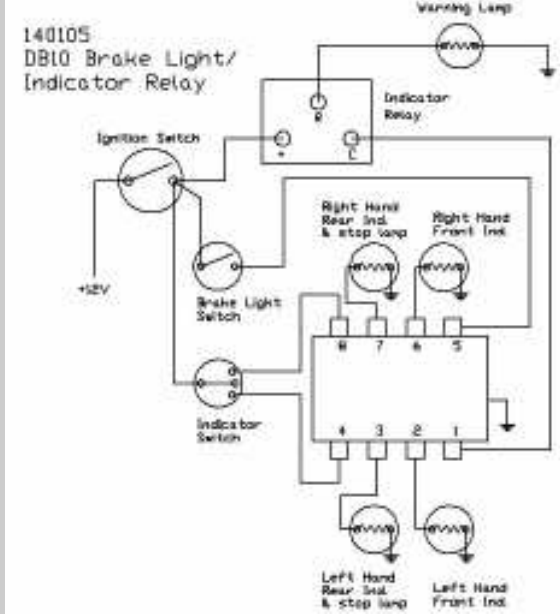 Warning Lamp
140105
DB10 Brake Light/
Indicator Relay
R
Indicator
Relay
+
L
Ignition Switch
Right Hand
Rear Ind
& stop lamp
Right Hand
Front Ind
+12V
Brake Light
Switch
8 7 6 5
Indicator
Switch
4 3 2 1
Left Hand
Rear Ind
& stop lamp
Left Hand
Front Ind